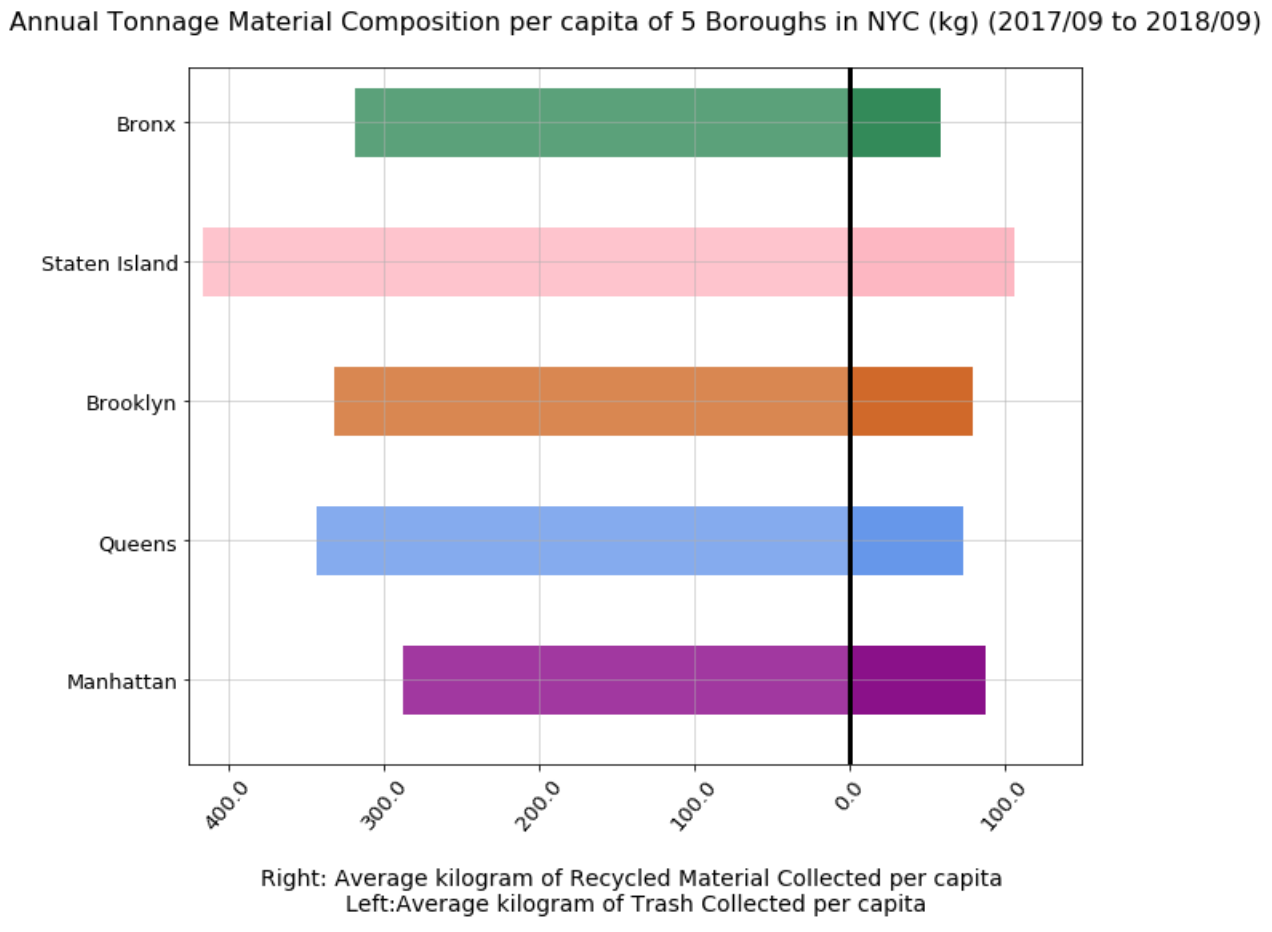 Annual Tonnage Material Composition per capita of 5 Boroughs in NYC (kg) (2017/09 to 2018/09)
Bronx
Staten Island
Brooklyn
Queens
Manhattan
400.0
300.0
200.0
100.0
0.0
100.0
Right: Average kilogram of Recycled Material Collected per capita
Left:Average kilogram of Trash Collected per capita